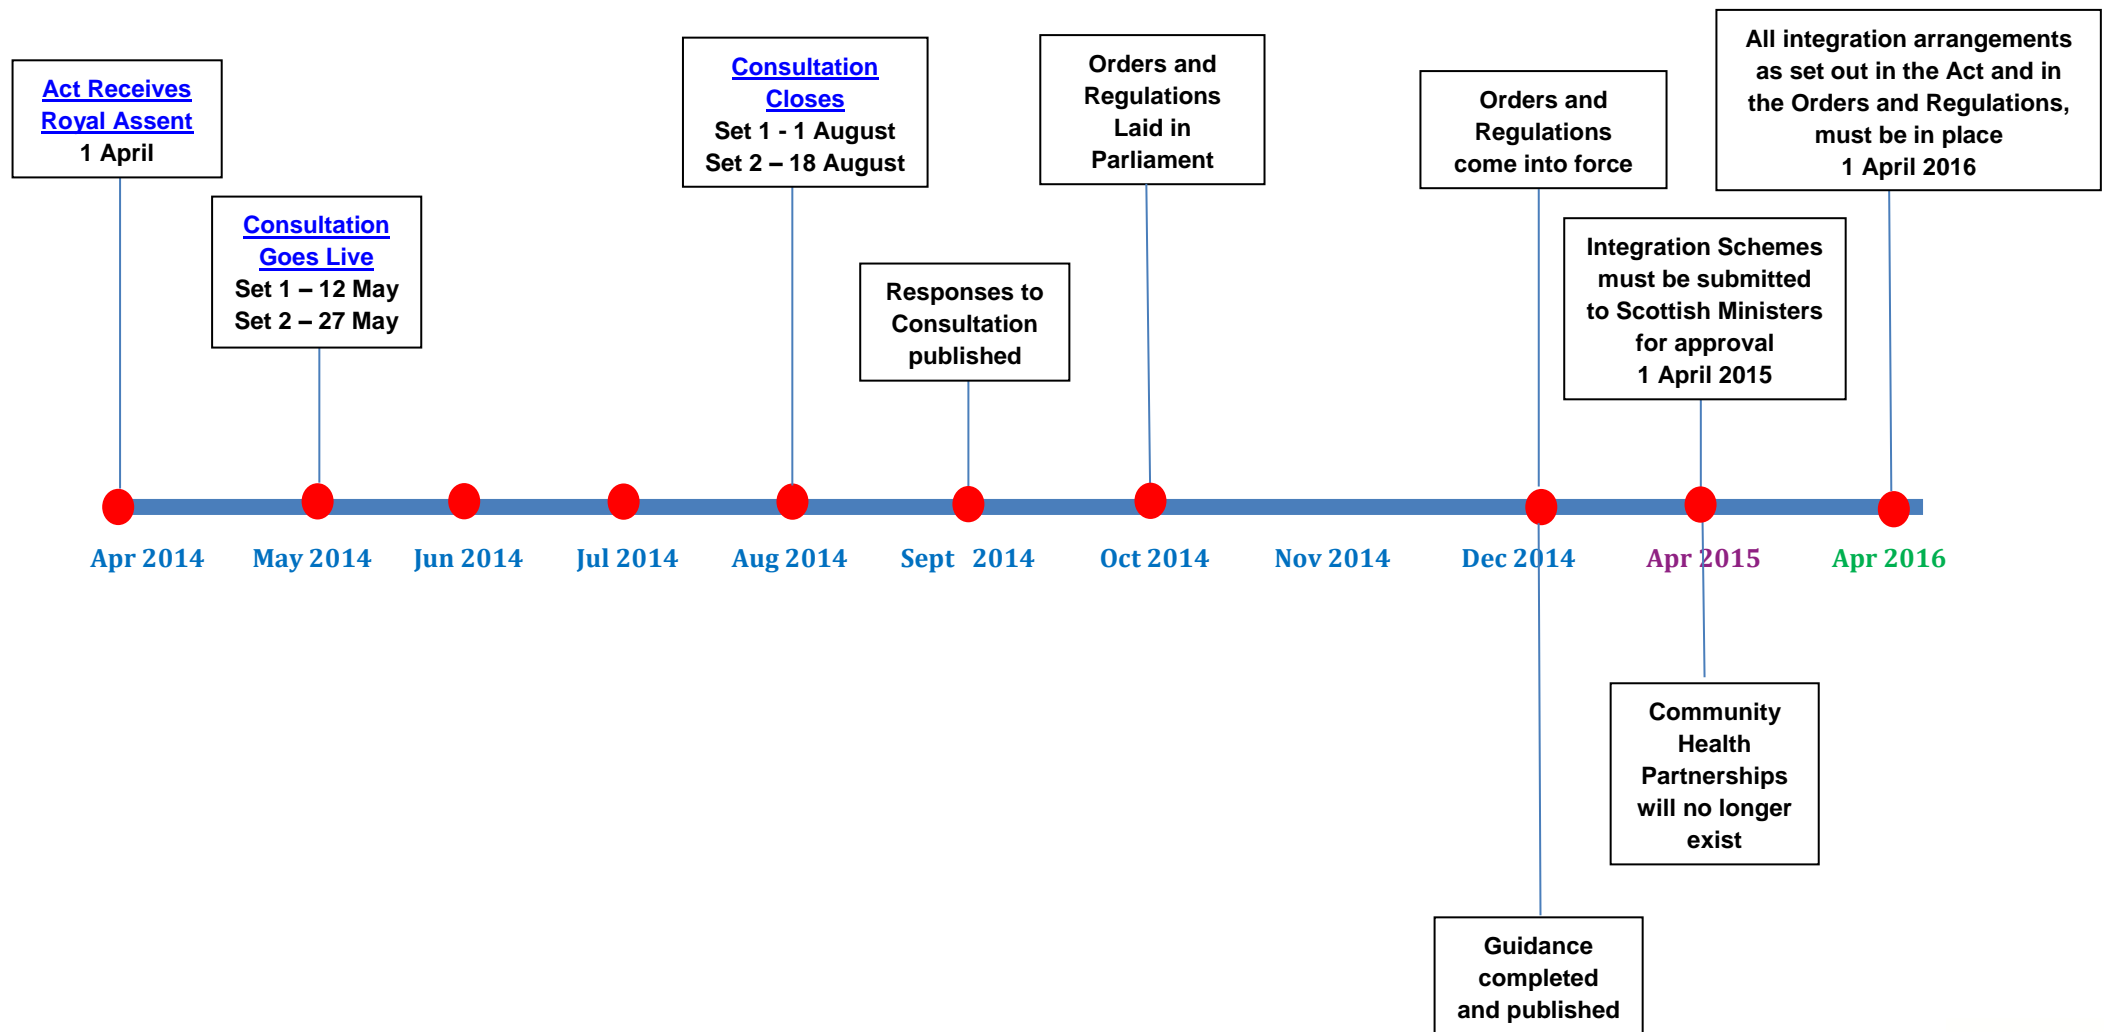 Act Receives
Royal Assent
1 April
Consultation
Goes Live
Set 1 – 12 May
Set 2 – 27 May
Consultation
Closes
Set 1 - 1 August
Set 2 – 18 August
Responses to
Consultation
published
Orders and
Regulations
Laid in
Parliament
Orders and
Regulations
come into force
Integration Schemes
must be submitted
to Scottish Ministers
for approval
1 April 2015
All integration arrangements
as set out in the Act and in
the Orders and Regulations,
must be in place
1 April 2016
Apr 2014 May 2014 Jun 2014 Jul 2014 Aug 2014 Sept 2014 Oct 2014 Nov 2014 Dec 2014 Apr 2015 Apr 2016
Community
Health
Partnerships
will no longer
exist
Guidance
completed
and published